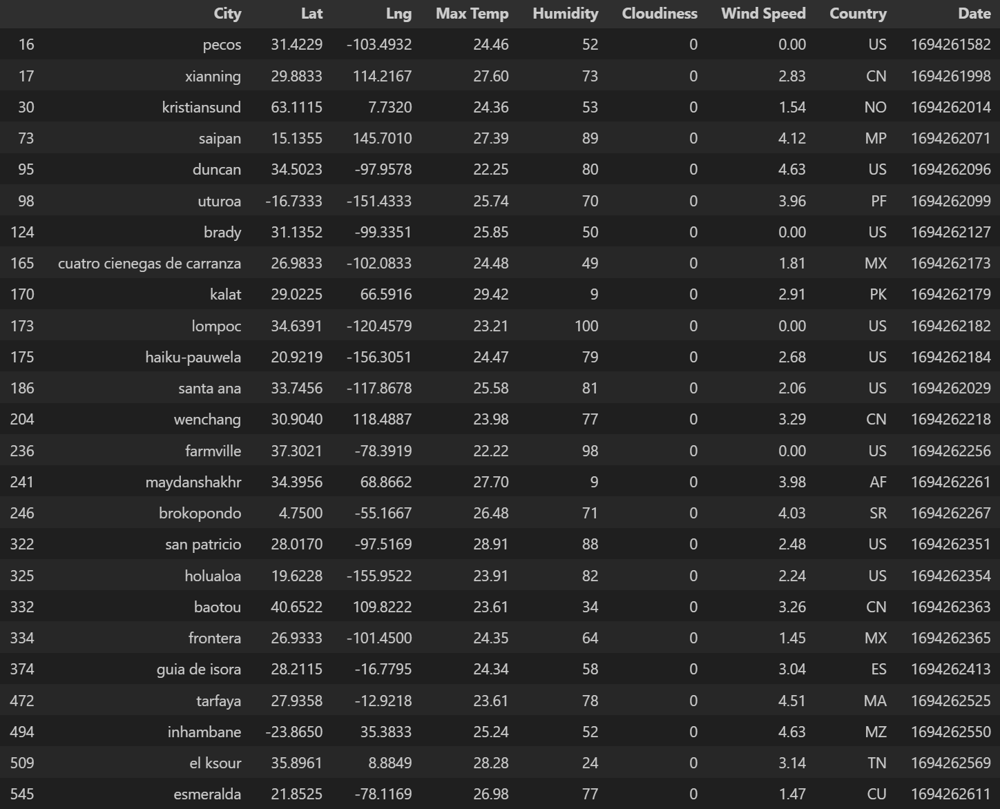 City Lat Lng Max Temp Humidity Cloudiness Wind Speed Country Date
16 pecos 31.4229 -103.4932 24.46 52 0 0.00 US 1694261582
17 xianning 29.8833 114.2167 27.60 73 0 2.83 CN 1694261998
30 kristiansund 63.1115 7.7320 24.36 53 0 1.54 NO 1694262014
73 saipan 15.1355 145.7010 27.39 89 0 4.12 MP 1694262071
95 duncan 34.5023 -97.9578 22.25 80 0 4.63 US 1694262096
98 uturoa -16.7333 -151.4333 25.74 70 0 3.96 PF 1694262099
124 brady 31.1352 -99.3351 25.85 50 0 0.00 US 1694262127
165 cuatro cienegas de carranza 26.9833 -102.0833 24.48 49 0 1.81 MX 1694262173
170 kalat 29.0225 66.5916 29.42 9 0 2.91 PK 1694262179
173 lompoc 34.6391 -120.4579 23.21 100 0 0.00 US 1694262182
175 haiku-pauwela 20.9219 -156.3051 24.47 79 0 2.68 US 1694262184
186 santa ana 33.7456 -117.8678 25.58 81 0 2.06 US 1694262029
204 wenchang 30.9040 118.4887 23.98 77 0 3.29 CN 1694262218
236 farmville 37.3021 -78.3919 22.22 98 0 0.00 US 1694262256
241 maydanshakhr 34.3956 68.8662 27.70 9 0 3.98 AF 1694262261
246 brokopondo 4.7500 -55.1667 26.48 71 0 4.03 SR 1694262267
322 san patricio 28.0170 -97.5169 28.91 88 0 2.48 US 1694262351
325 holualoa 19.6228 -155.9522 23.91 82 0 2.24 US 1694262354
332 baotou 40.6522 109.8222 23.61 34 0 3.26 CN 1694262363
334 frontera 26.9333 -101.4500 24.35 64 0 1.45 MX 1694262365
374 guia de isora 28.2115 -16.7795 24.34 58 0 3.04 ES 1694262413
472 tarfaya 27.9358 -12.9218 23.61 78 0 4.51 MA 1694262525
494 inhambane -23.8650 35.3833 25.24 52 0 4.63 MZ 1694262550
509 el ksour 35.8961 8.8849 28.28 24 0 3.14 TN 1694262569
545 esmeralda 21.8525 -78.1169 26.98 77 0 1.47 CU 1694262611